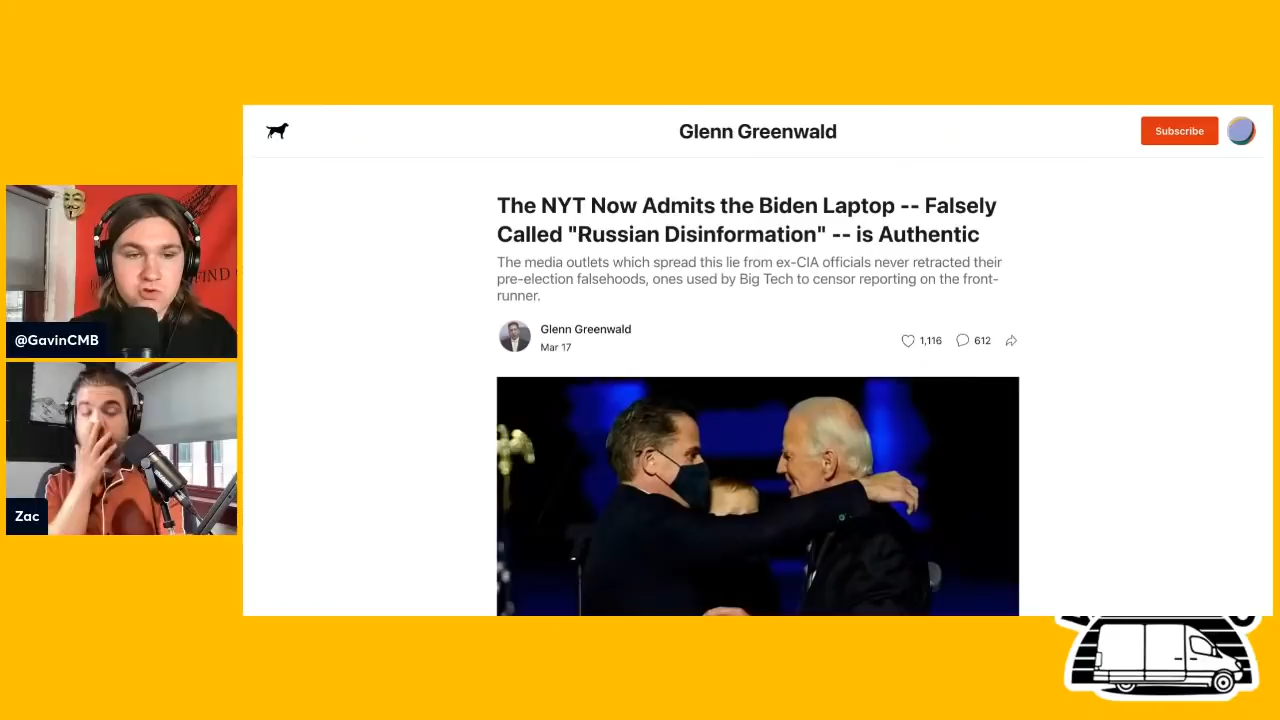 Glenn Greenwald
Subscribe
The NYT Now Admits the Biden Laptop -- Falsely
Called "Russian Disinformation" -- is Authentic
The media outlets which spread this lie from ex-CIA officials never retracted their
pre-election falsehoods, ones used by Big Tech to censor reporting on the front-
runner.
Glenn Greenwald
Mar 17
1,116
612
FIND
@GavinCMB
Zac